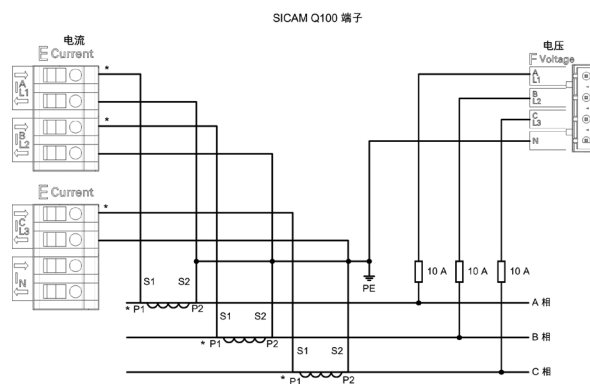 SICAM Q100 端子
电流
E Current
电压
F Voltage
*
I A L1
*
I B L2
A L1
B L2
C L3
N
E Current
*
I C L3
I N
PE
10 A
10 A
10 A
S1 S2
* P1 P2
A 相
S1 S2
* P1 P2
B 相
S1 S2
* P1 P2
C 相